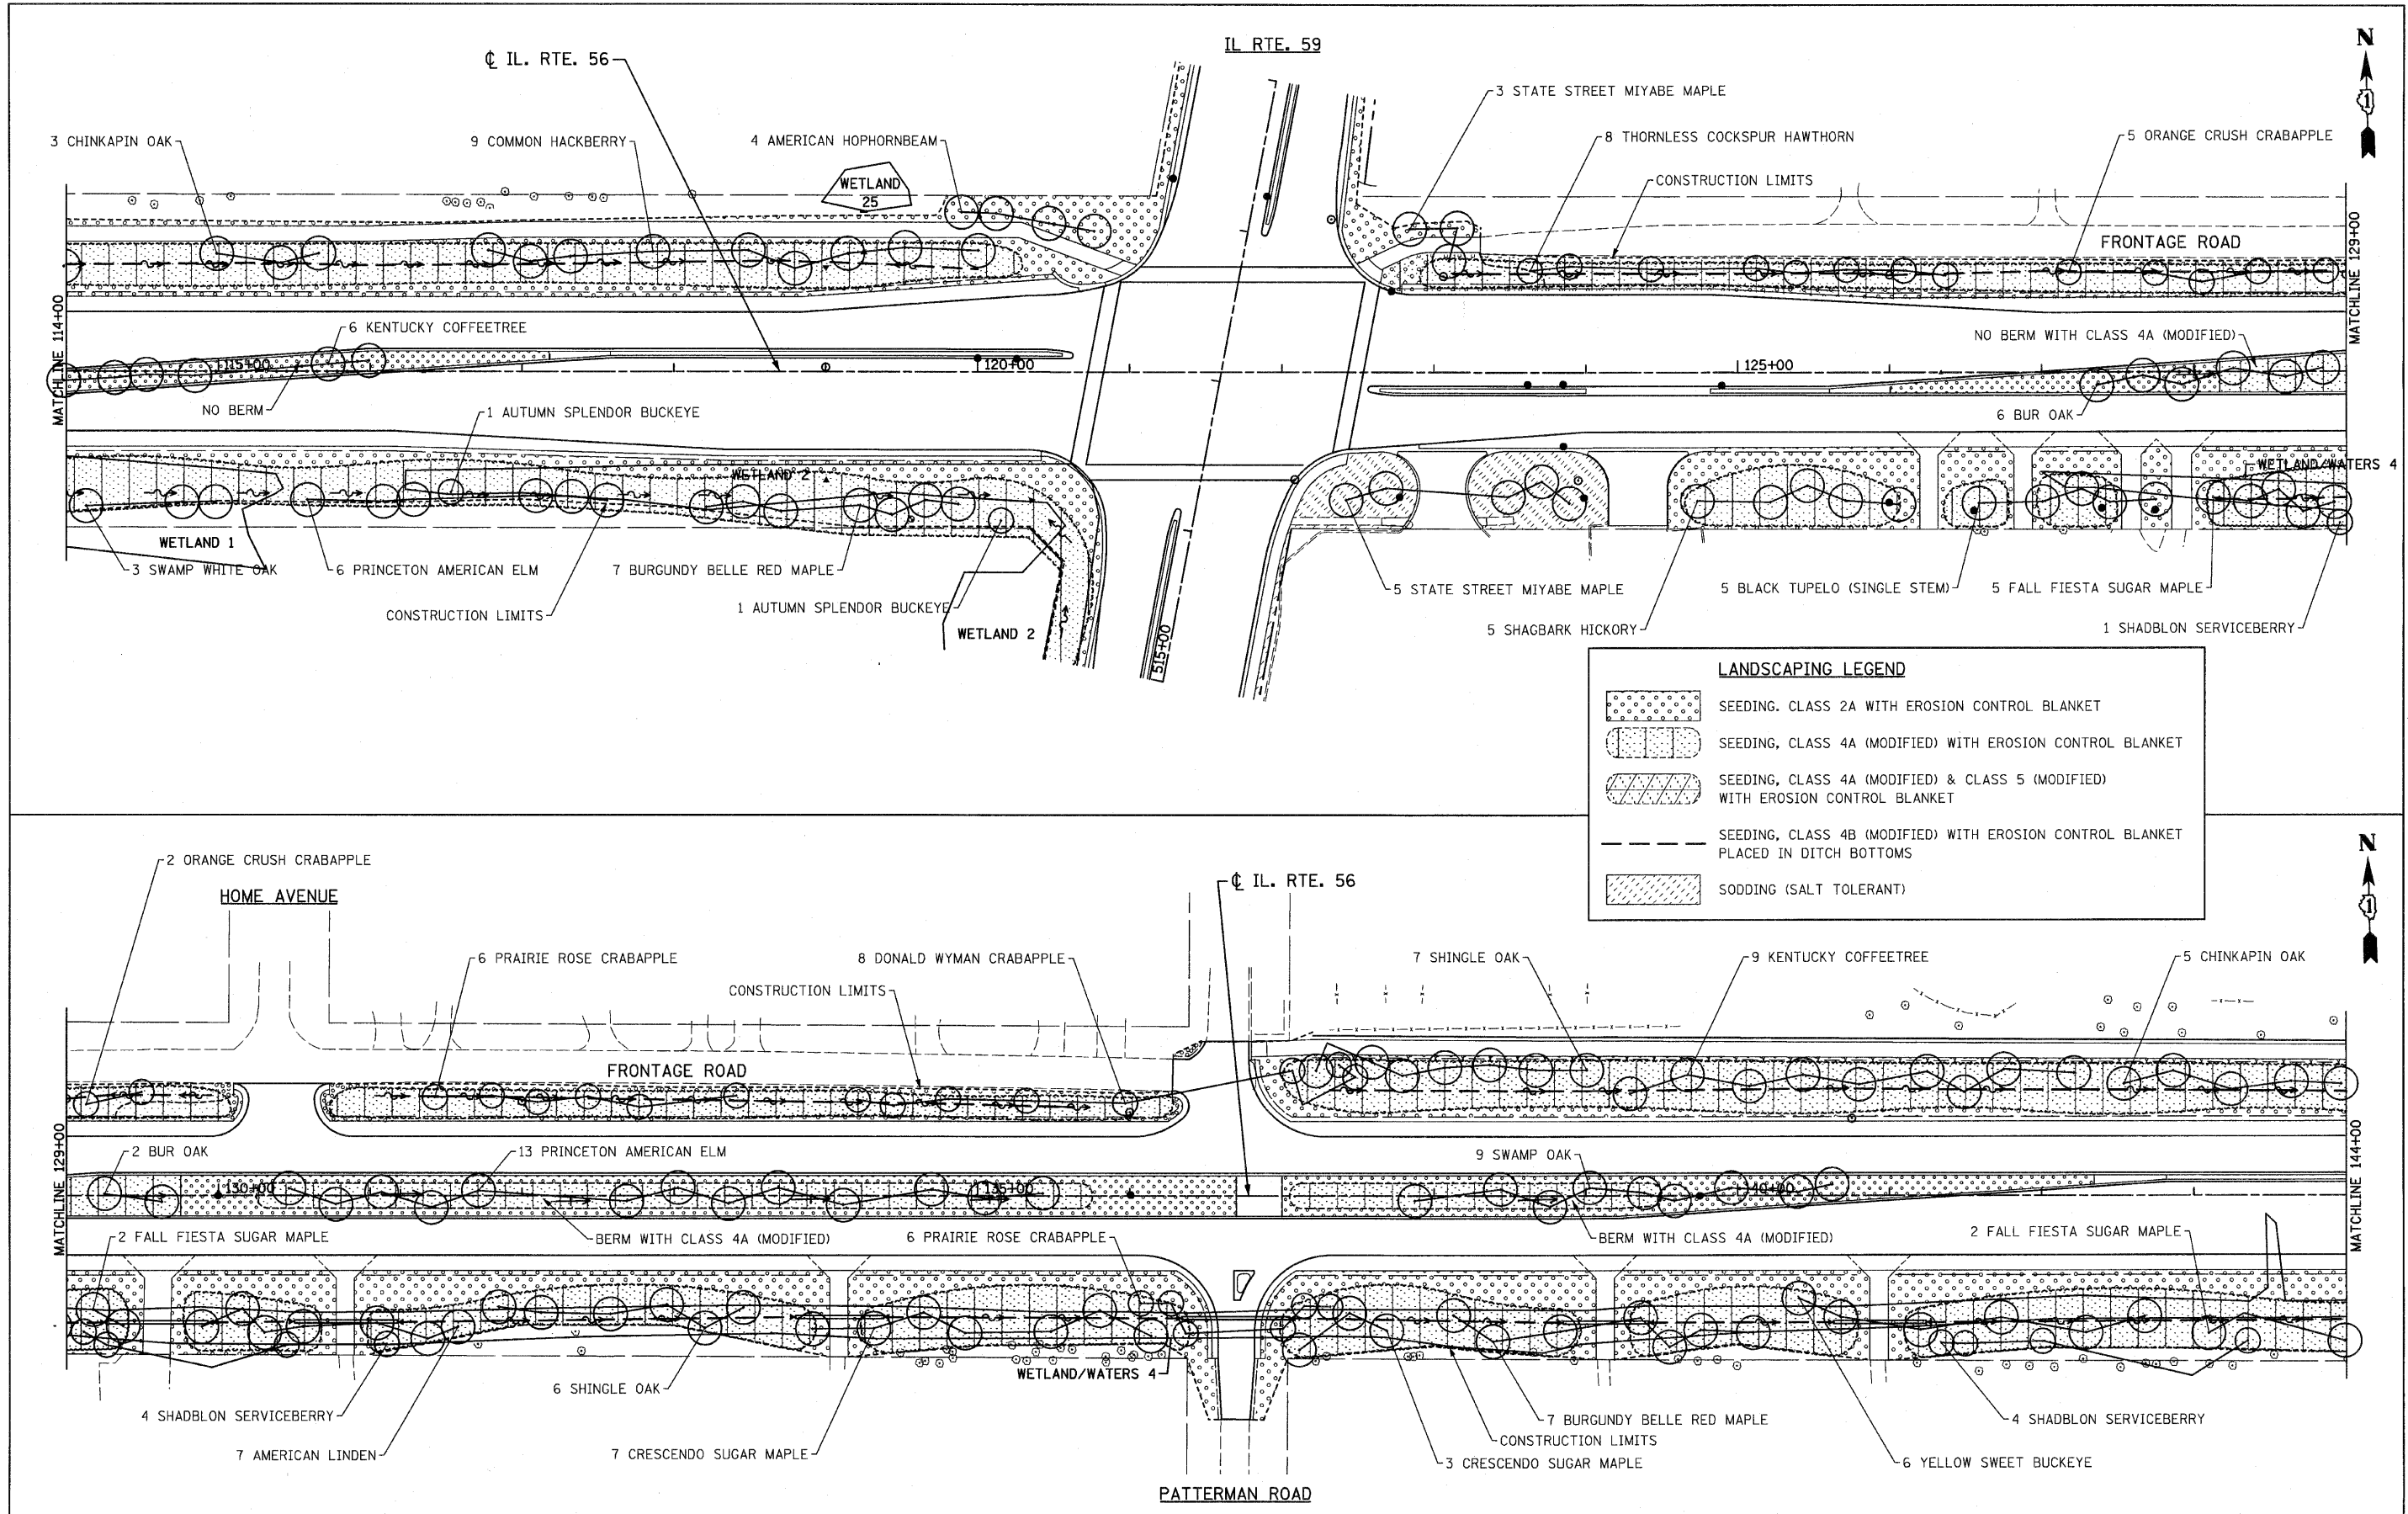 IL RTE. 59
N
℄ IL. RTE. 56
3 STATE STREET MIYABE MAPLE
1
3 CHINKAPIN OAK
9 COMMON HACKBERRY
4 AMERICAN HOPHORNBEAM
8 THORNLESS COCKSPUR HAWTHORN
5 ORANGE CRUSH CRABAPPLE
WETLAND
25
CONSTRUCTION LIMITS
FRONTAGE ROAD
MATCHLINE 114+00
MATCHLINE 129+00
6 KENTUCKY COFFEETREE
NO BERM WITH CLASS 4A (MODIFIED)
115+00
120+00
125+00
NO BERM
1 AUTUMN SPLENDOR BUCKEYE
6 BUR OAK
WETLAND 2
WETLAND/WATERS 4
WETLAND 1
3 SWAMP WHITE OAK
6 PRINCETON AMERICAN ELM
7 BURGUNDY BELLE RED MAPLE
5 STATE STREET MIYABE MAPLE
5 BLACK TUPELO (SINGLE STEM)
5 FALL FIESTA SUGAR MAPLE
CONSTRUCTION LIMITS
1 AUTUMN SPLENDOR BUCKEYE
WETLAND 2
515+00
5 SHAGBARK HICKORY
1 SHADBLON SERVICEBERRY
LANDSCAPING LEGEND
SEEDING. CLASS 2A WITH EROSION CONTROL BLANKET
SEEDING, CLASS 4A (MODIFIED) WITH EROSION CONTROL BLANKET
SEEDING, CLASS 4A (MODIFIED) & CLASS 5 (MODIFIED)
WITH EROSION CONTROL BLANKET
SEEDING, CLASS 4B (MODIFIED) WITH EROSION CONTROL BLANKET
PLACED IN DITCH BOTTOMS
SODDING (SALT TOLERANT)
N
1
2 ORANGE CRUSH CRABAPPLE
HOME AVENUE
℄ IL. RTE. 56
6 PRAIRIE ROSE CRABAPPLE
8 DONALD WYMAN CRABAPPLE
7 SHINGLE OAK
9 KENTUCKY COFFEETREE
5 CHINKAPIN OAK
CONSTRUCTION LIMITS
FRONTAGE ROAD
MATCHLINE 129+00
MATCHLINE 144+00
2 BUR OAK
13 PRINCETON AMERICAN ELM
9 SWAMP OAK
130+00
135+00
140+00
2 FALL FIESTA SUGAR MAPLE
BERM WITH CLASS 4A (MODIFIED)
6 PRAIRIE ROSE CRABAPPLE
BERM WITH CLASS 4A (MODIFIED)
2 FALL FIESTA SUGAR MAPLE
WETLAND/WATERS 4
6 SHINGLE OAK
4 SHADBLON SERVICEBERRY
7 BURGUNDY BELLE RED MAPLE
4 SHADBLON SERVICEBERRY
CONSTRUCTION LIMITS
7 AMERICAN LINDEN
7 CRESCENDO SUGAR MAPLE
3 CRESCENDO SUGAR MAPLE
6 YELLOW SWEET BUCKEYE
PATTERMAN ROAD